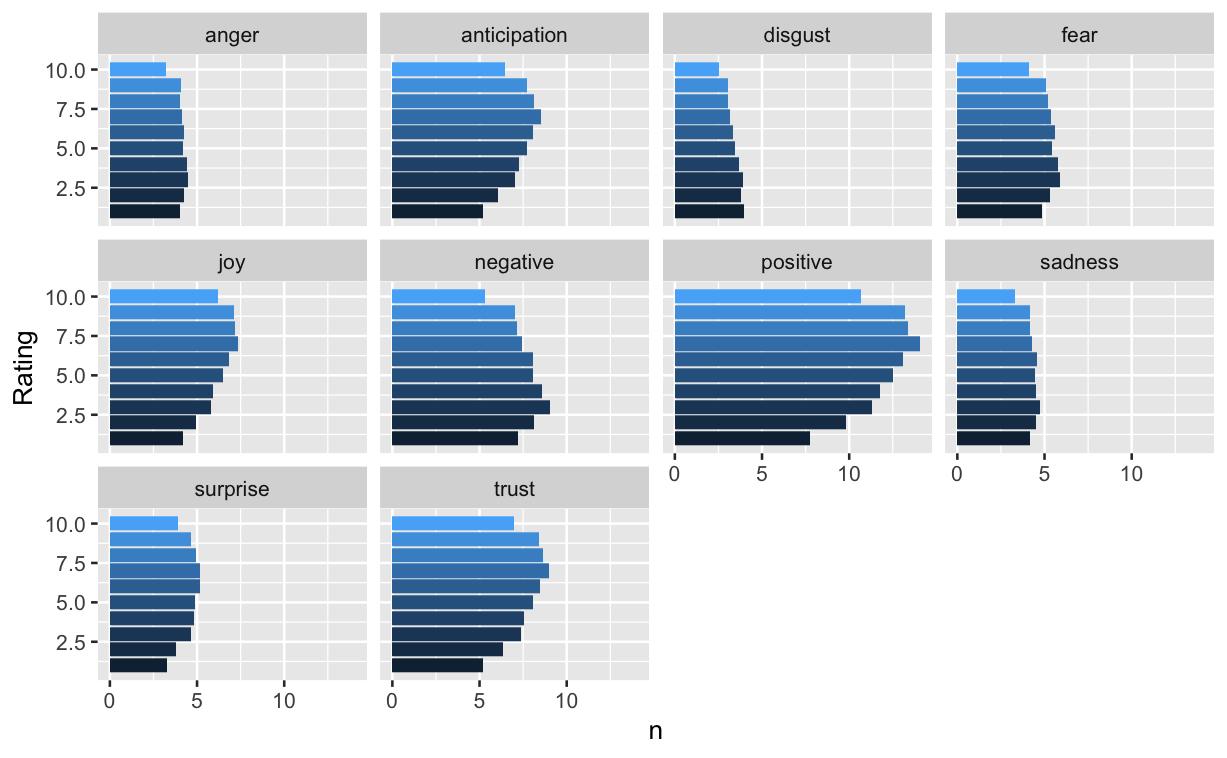 anger anticipation disgust fear
10.0
7.5
5.0
2.5
joy negative positive sadness
10.0
7.5
5.0
2.5
0 5 10 0 5 10
surprise trust
10.0
7.5
5.0
2.5
0 5 10 0 5 10
Rating
n